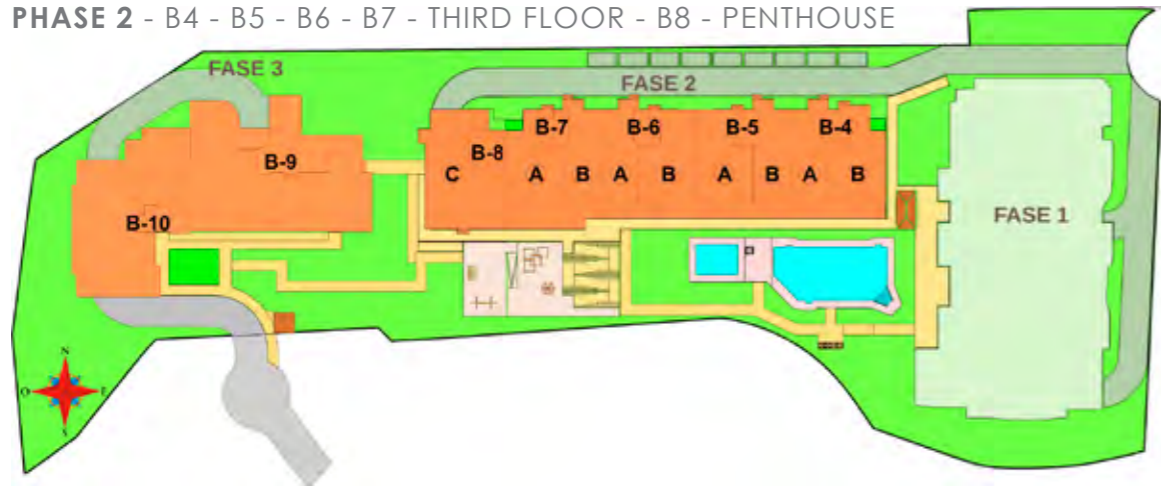 PHASE 2 - B4 - B5 - B6 - B7 - THIRD FLOOR - B8 - PENTHOUSE
FASE 3
FASE 2
B-7 B-6 B-5 B-4
B-8
B-9
C A B A B A B A B
B-10
FASE 1
N
O E
S